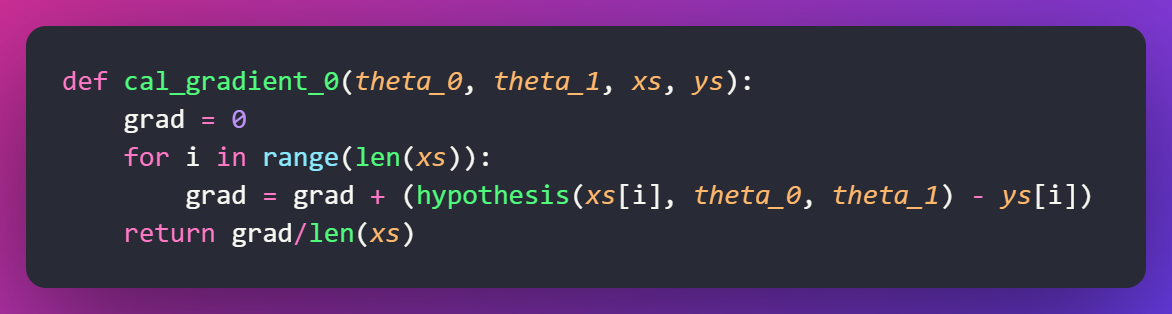 def cal_gradient_0(theta_0, theta_1, xs, ys):
    grad = 0
    for i in range(len(xs)):
        grad = grad + (hypothesis(xs[i], theta_0, theta_1) - ys[i])
    return grad/len(xs)